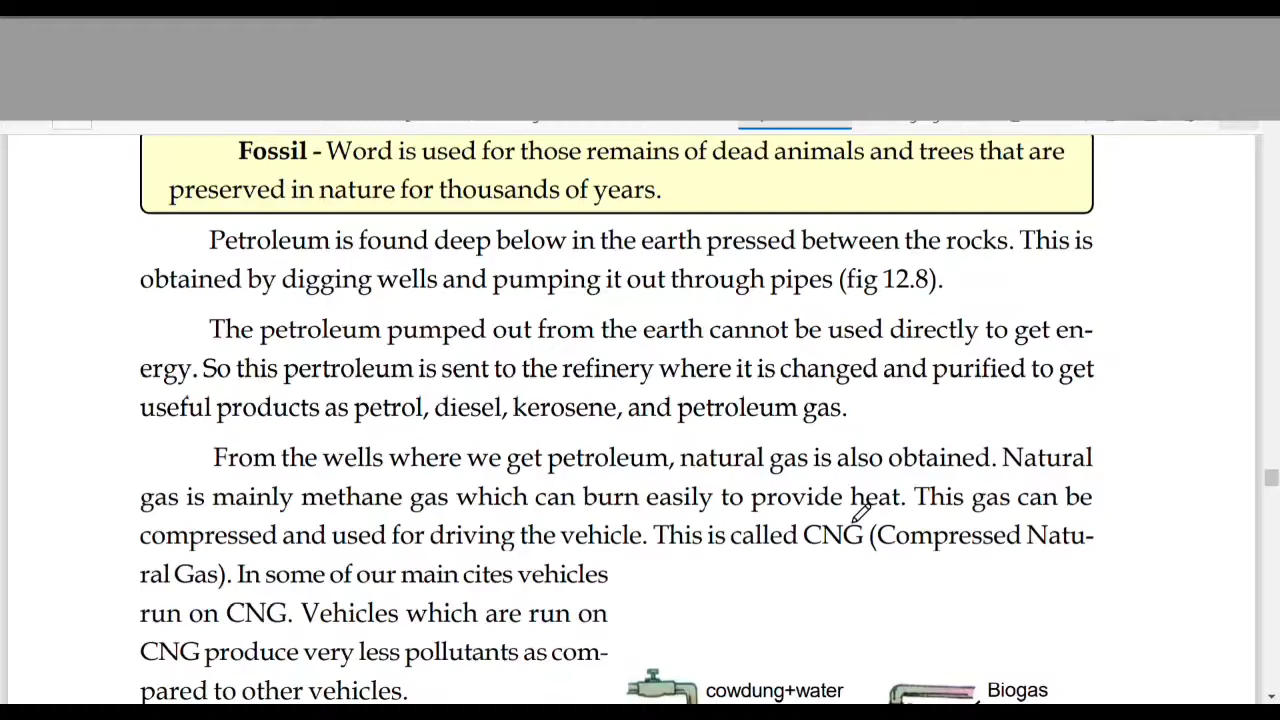 Fossil - Word is used for those remains of dead animals and trees that are
preserved in nature for thousands of years.
Petroleum is found deep below in the earth pressed between the rocks. This is
obtained by digging wells and pumping it out through pipes (fig 12.8).
The petroleum pumped out from the earth cannot be used directly to get en-
ergy. So this pertroleum is sent to the refinery where it is changed and purified to get
useful products as petrol, diesel, kerosene, and petroleum gas.
From the wells where we get petroleum, natural gas is also obtained. Natural
gas is mainly methane gas which can burn easily to provide heat. This gas can be
compressed and used for driving the vehicle. This is called CNG (Compressed Natu-
ral Gas). In some of our main cites vehicles
run on CNG. Vehicles which are run on
CNG produce very less pollutants as com-
pared to other vehicles.
cowdung+water
Biogas